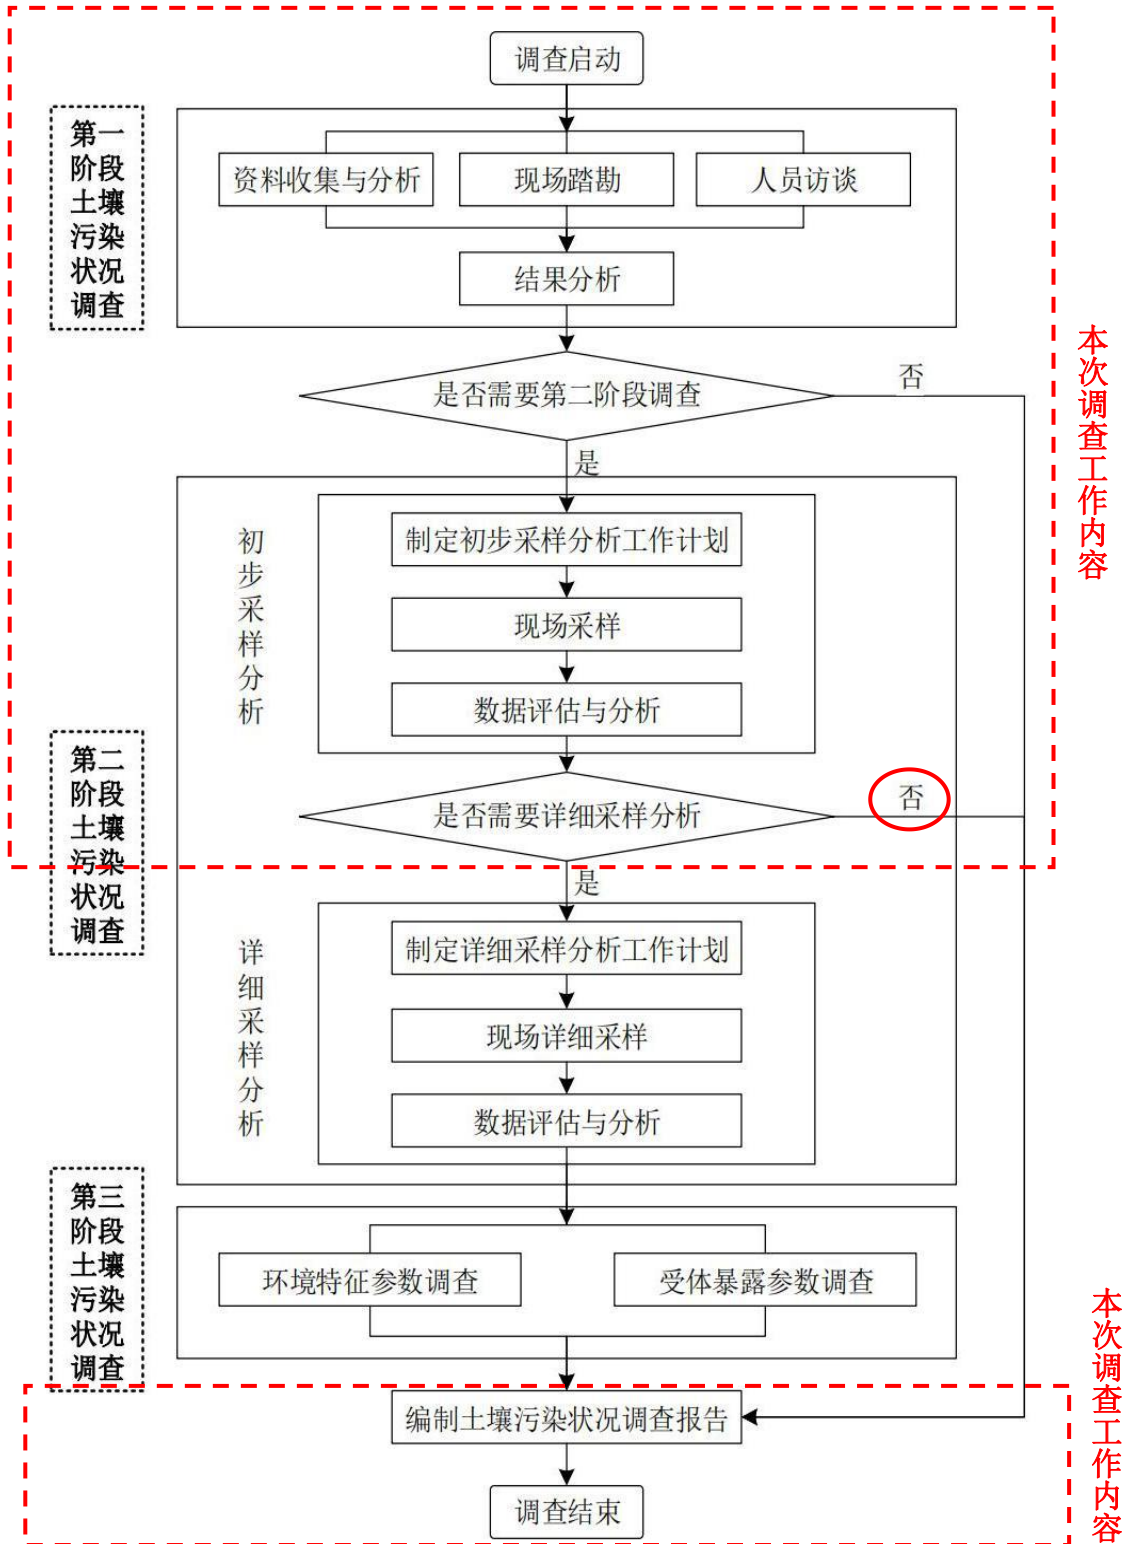 调查启动
第一
阶段
土壤
污染
状况
调查
资料收集与分析
现场踏勘
人员访谈
结果分析
是否需要第二阶段调查
否
是
本次调查工作内容
初步采样分析
制定初步采样分析工作计划
现场采样
数据评估与分析
第二
阶段
土壤
污染
状况
调查
是否需要详细采样分析
否
是
详细采样分析
制定详细采样分析工作计划
现场详细采样
数据评估与分析
第三
阶段
土壤
污染
状况
调查
环境特征参数调查
受体暴露参数调查
本次调查工作内容
编制土壤污染状况调查报告
调查结束